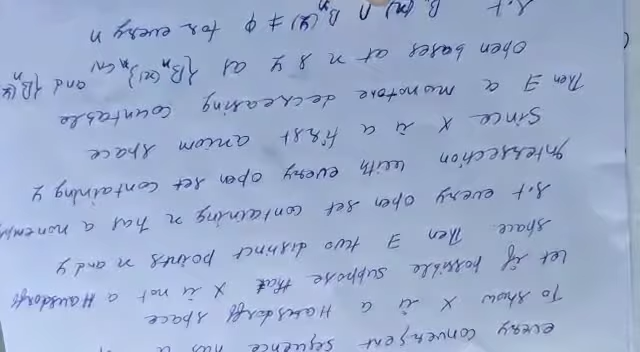 every convergent sequence has a
To show X is a Hausdorff space
Let if possible suppose that X is not a Hausdorff
space. Then ∃ two distinct points x and y
s.t every open set containing x has a nonempty
intersection with every open set containing y
Since X is a first axiom space
Then ∃ a monotone decreasing countable
open bases at x & y as {Bn(x)}n∈N and {Bn(y
s.t Bn(x) ∩ Bn(y) ≠ φ for every n